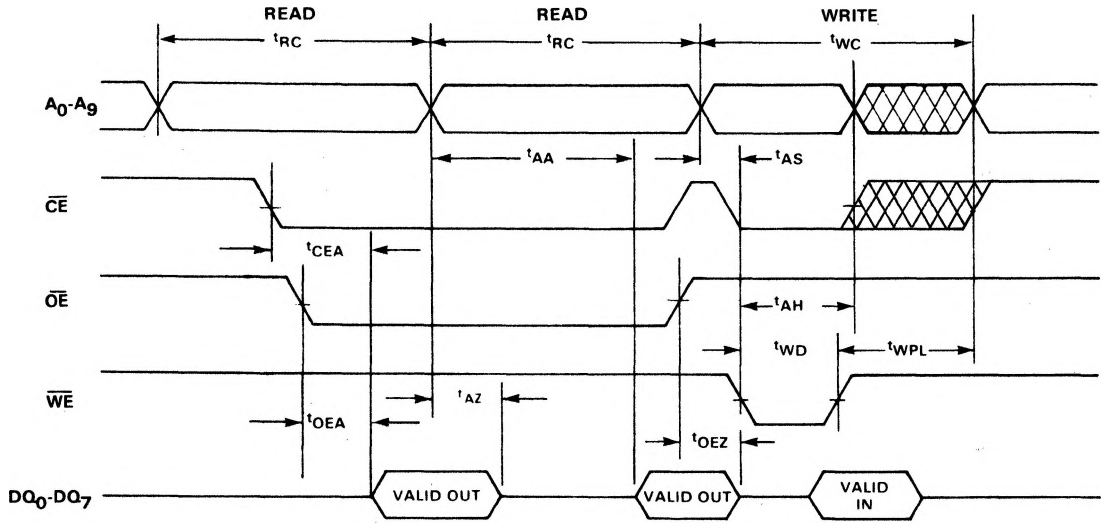 READ READ WRITE
tRC tRC tWC
A0-A9
tAA tAS
CE
tCEA
OE
tAH
tWD tWPL
WE
tAZ
tOEA tOEZ
DQ0-DQ7 VALID OUT VALID OUT VALID
IN